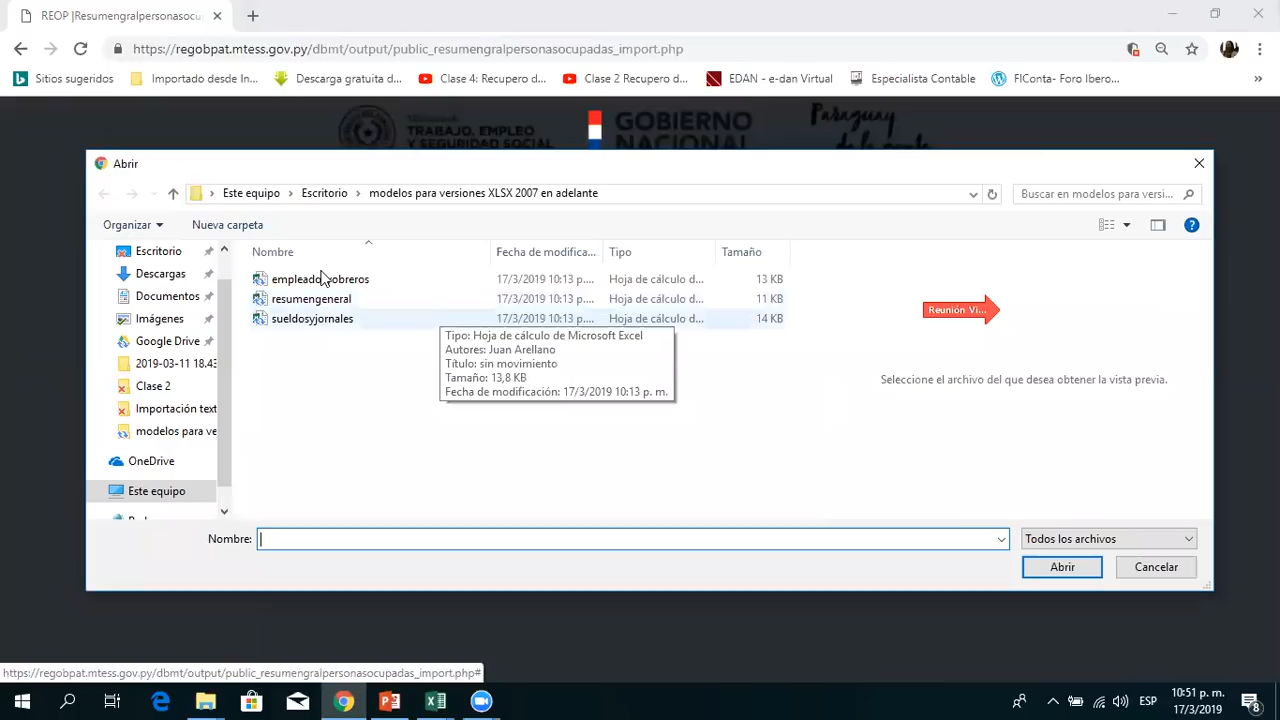 REOP |Resumengralpersonasocu
https://regobpat.mtess.gov.py/dbmt/output/public_resumengralpersonasocupadas_import.php
Sitios sugeridos
Importado desde In...
Descarga gratuita d...
Clase 4: Recupero d...
Clase 2 Recupero d...
EDAN - e-dan Virtual
Especialista Contable
FIConta- Foro Ibero...
»
TRABAJO, EMPLEO
Y SEGURIDAD SOCIAL
GOBIERNO
NACIONAL
Paraguay
de la gente
Abrir
Este equipo > Escritorio > modelos para versiones XLSX 2007 en adelante
Buscar en modelos para versi...
Organizar
Nueva carpeta
Escritorio
Descargas
Documentos
Imágenes
Google Drive
2019-03-11 18.43
Clase 2
Importación text
modelos para ve
OneDrive
Este equipo
Nombre
Fecha de modifica...
Tipo
Tamaño
17/3/2019 10:13 p....
Hoja de cálculo d...
13 KB
resumengeneral
17/3/2019 10:13 p....
Hoja de cálculo d...
11 KB
sueldosyjornales
17/3/2019 10:13 p....
Hoja de cálculo d...
14 KB
Tipo: Hoja de cálculo de Microsoft Excel
Autores: Juan Arellano
Título: sin movimiento
Tamaño: 13,8 KB
Fecha de modificación: 17/3/2019 10:13 p. m.
Reunión Vi...
Seleccione el archivo del que desea obtener la vista previa.
Nombre:
Todos los archivos
Abrir
Cancelar
https://regobpat.mtess.gov.py/dbmt/output/public_resumengralpersonasocupadas_import.php#
ESP
10:51 p. m.
17/3/2019
8